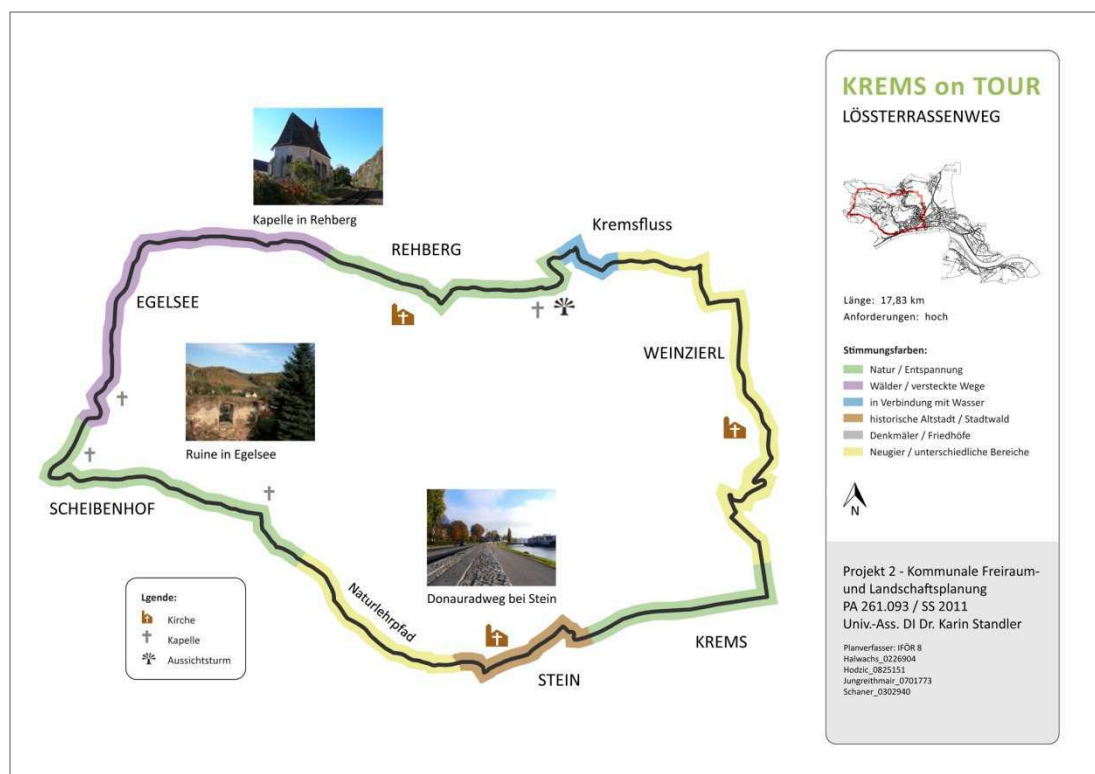 Kapelle in Rehberg
REHBERG
Kremsfluss
EGELSEE
WEINZIERL
Ruine in Egelsee
SCHEIBENHOF
Donauradweg bei Stein
Naturlehrpfad
KREMS
STEIN
Lgende:
Kirche
Kapelle
Aussichtsturm
KREMS on TOUR
LÖSSTERRASSENWEG
Länge: 17,83 km
Anforderungen: hoch
Stimmungsfarben:
Natur / Entspannung
Wälder / versteckte Wege
in Verbindung mit Wasser
historische Altstadt / Stadtwald
Denkmäler / Friedhöfe
Neugier / unterschiedliche Bereiche
N
Projekt 2 - Kommunale Freiraum-
und Landschaftsplanung
PA 261.093 / SS 2011
Univ.-Ass. DI Dr. Karin Standler
Planverfasser: IFÖR 8
Halwachs_0226904
Hodzic_0825151
Jungreithmair_0701773
Schaner_0302940